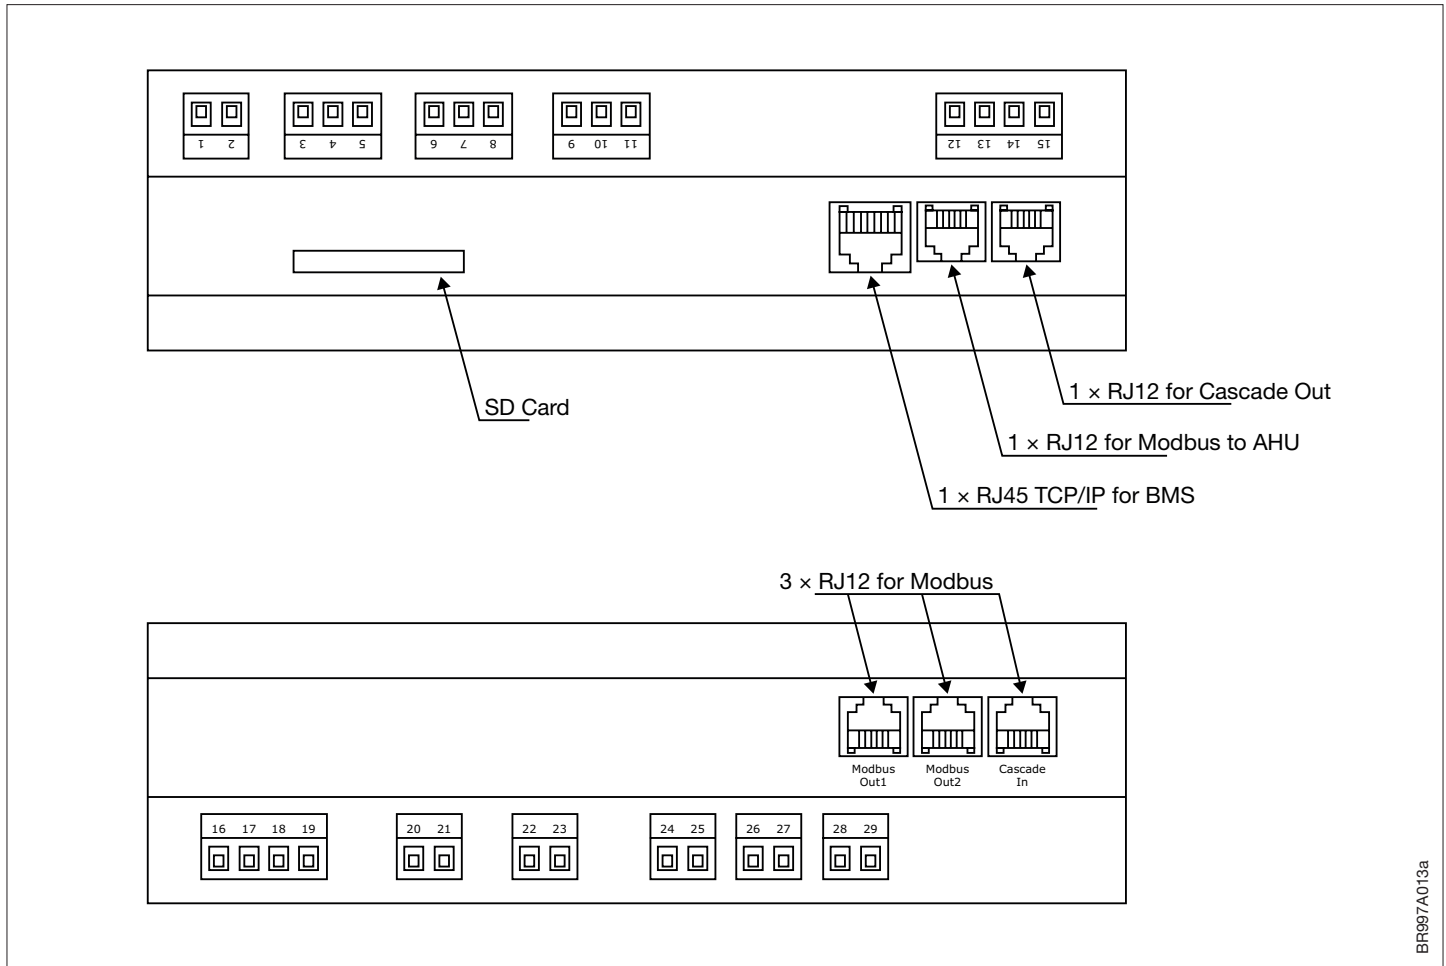 1 2 3 4 5 6 7 8 9 10 11 12 13 14 15
SD Card
1 × RJ12 for Cascade Out
1 × RJ12 for Modbus to AHU
1 × RJ45 TCP/IP for BMS
3 × RJ12 for Modbus
Modbus Out1
Modbus Out2
Cascade In
16 17 18 19 20 21 22 23 24 25 26 27 28 29
BR997A013a